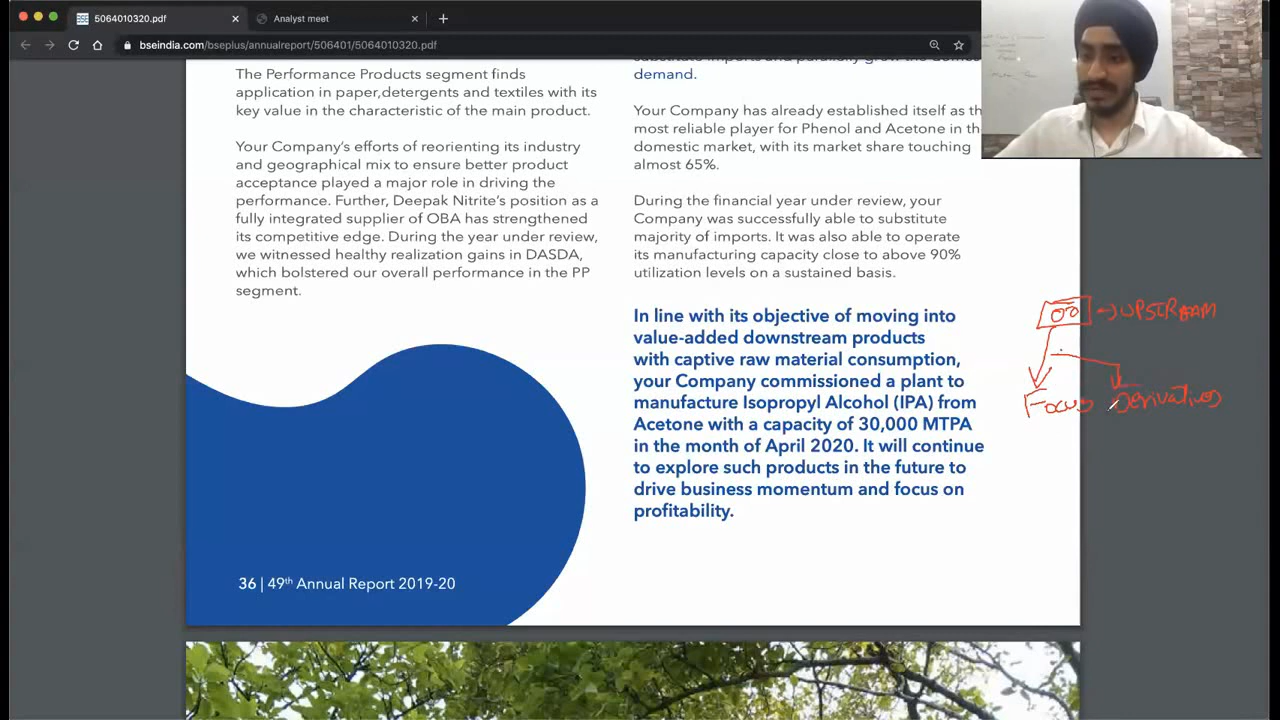 5064010320.pdf
Analyst meet
bseindia.com/bseplus/annualreport/506401/5064010320.pdf
The Performance Products segment finds
application in paper,detergents and textiles with its
key value in the characteristic of the main product.
Your Company's efforts of reorienting its industry
and geographical mix to ensure better product
acceptance played a major role in driving the
performance. Further, Deepak Nitrite's position as a
fully integrated supplier of OBA has strengthened
its competitive edge. During the year under review,
we witnessed healthy realization gains in DASDA,
which bolstered our overall performance in the PP
segment.
36 | 49th Annual Report 2019-20
substitute imports and parallely grow the dome
demand.
Your Company has already established itself as th
most reliable player for Phenol and Acetone in th
domestic market, with its market share touching
almost 65%.
During the financial year under review, your
Company was successfully able to substitute
majority of imports. It was also able to operate
its manufacturing capacity close to above 90%
utilization levels on a sustained basis.
In line with its objective of moving into
value-added downstream products
with captive raw material consumption,
your Company commissioned a plant to
manufacture Isopropyl Alcohol (IPA) from
Acetone with a capacity of 30,000 MTPA
in the month of April 2020. It will continue
to explore such products in the future to
drive business momentum and focus on
profitability.
UPSTREAM
Focus Derivatives